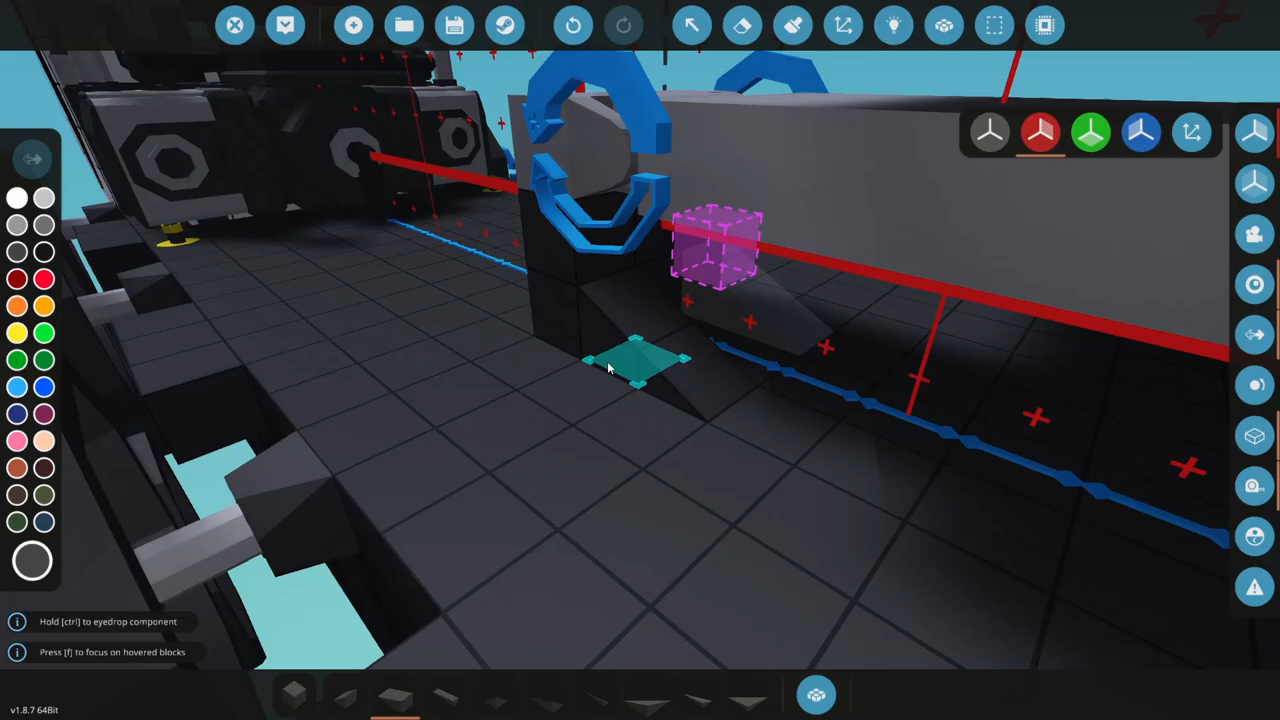 Hold [ctrl] to eyedrop component
Press [f] to focus on hovered blocks
v1.8.7 64Bit